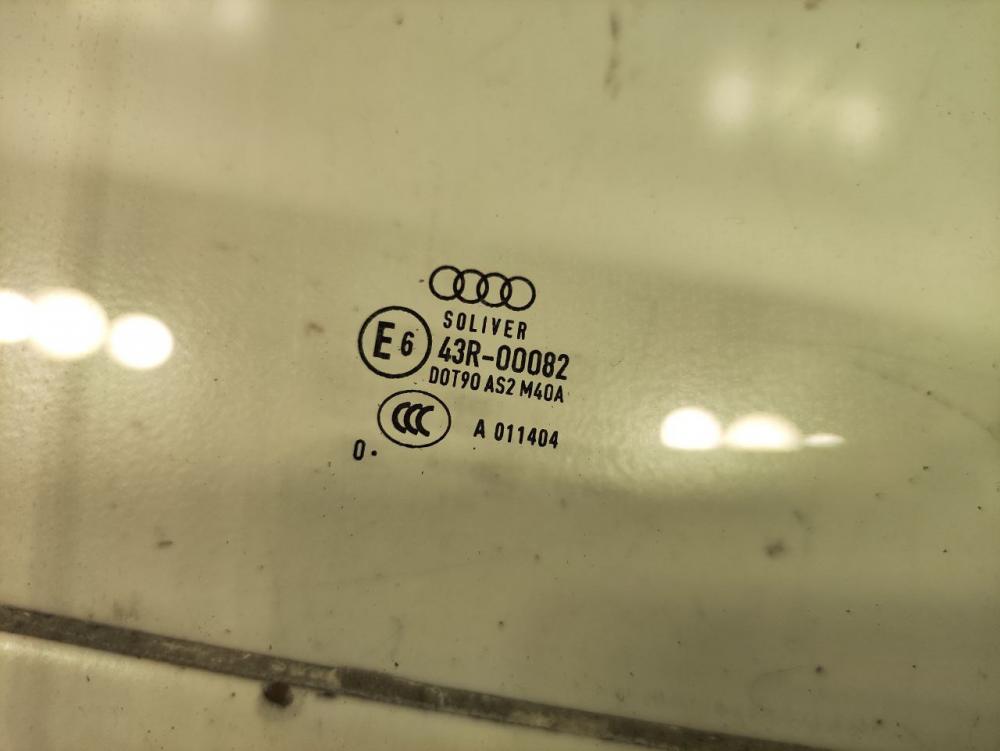 SOLIVER
E6 43R-00082
DOT90 AS2 M40A
CCC A 011404
0.